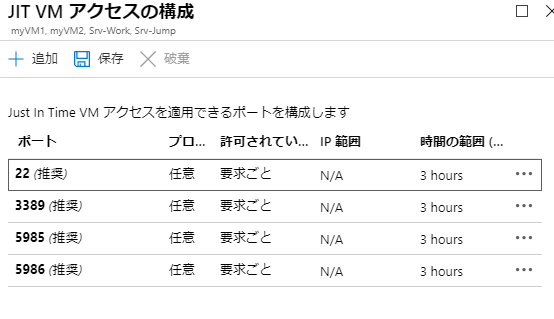 JIT VM アクセスの構成
myVM1, myVM2, Srv-Work, Srv-Jump
追加 保存 破棄
Just In Time VM アクセスを適用できるポートを構成します
ポート プロ... 許可されてい... IP 範囲 時間の範囲 (...
22 (推奨) 任意 要求ごと N/A 3 hours ...
3389 (推奨) 任意 要求ごと N/A 3 hours ...
5985 (推奨) 任意 要求ごと N/A 3 hours ...
5986 (推奨) 任意 要求ごと N/A 3 hours ...